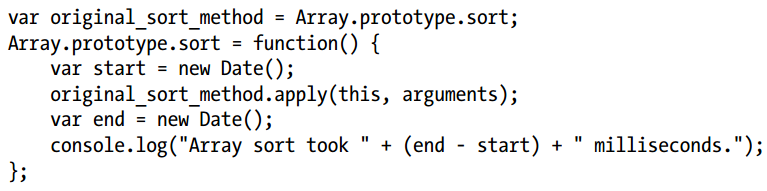 var original_sort_method = Array.prototype.sort;
Array.prototype.sort = function() {
    var start = new Date();
    original_sort_method.apply(this, arguments);
    var end = new Date();
    console.log("Array sort took " + (end - start) + " milliseconds.");
};